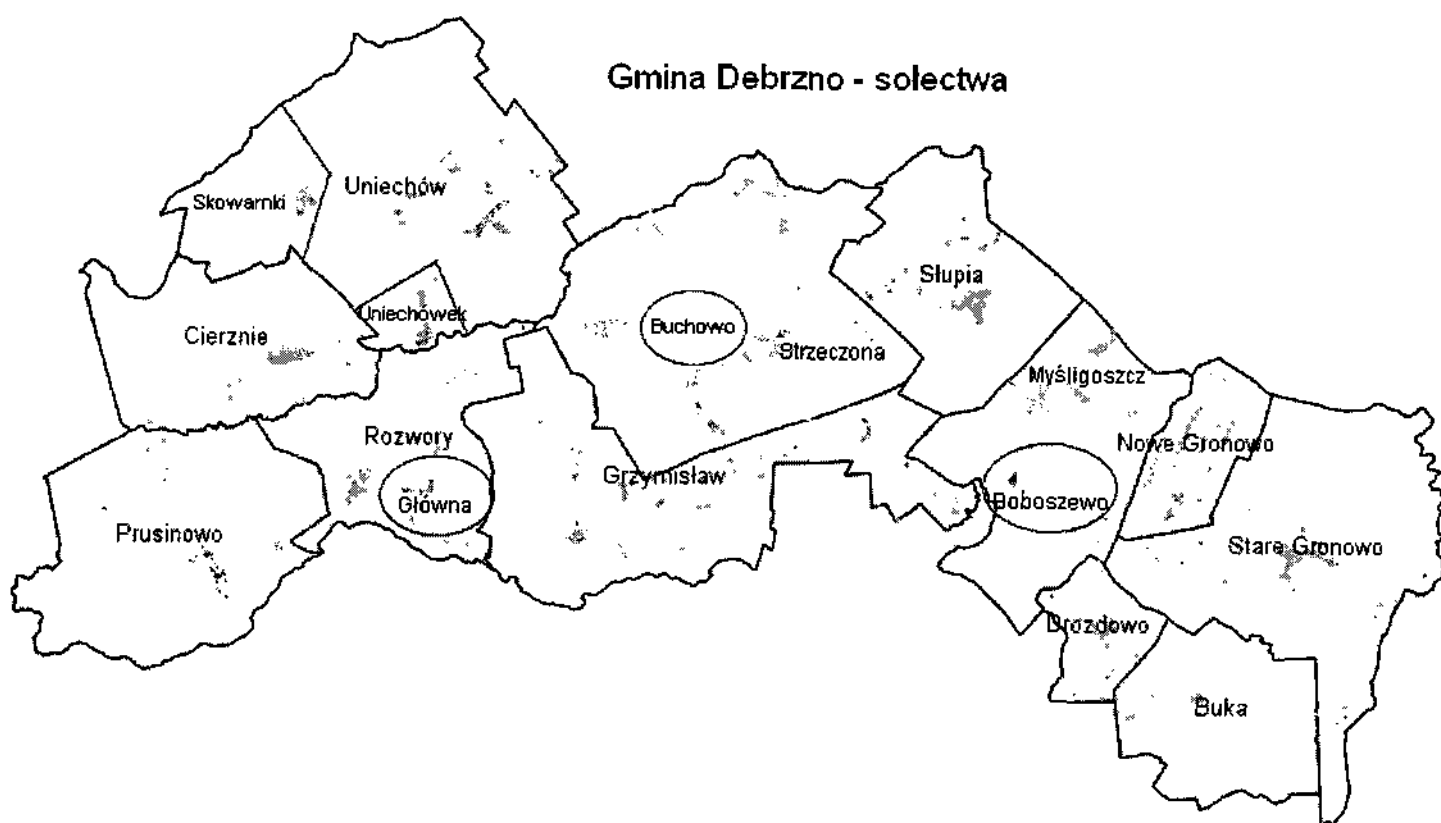 Gmina Debrzno - sołectwa
Skowarnki
Uniechów
Uniechówek
Cierznie
Buchowo
Strzeczona
Słupia
Myśligoszcz
Nowe Gronowo
Rozwory
Główna
Grzymisław
Boboszewo
Prusinowo
Stare Gronowo
Drozdowo
Buka